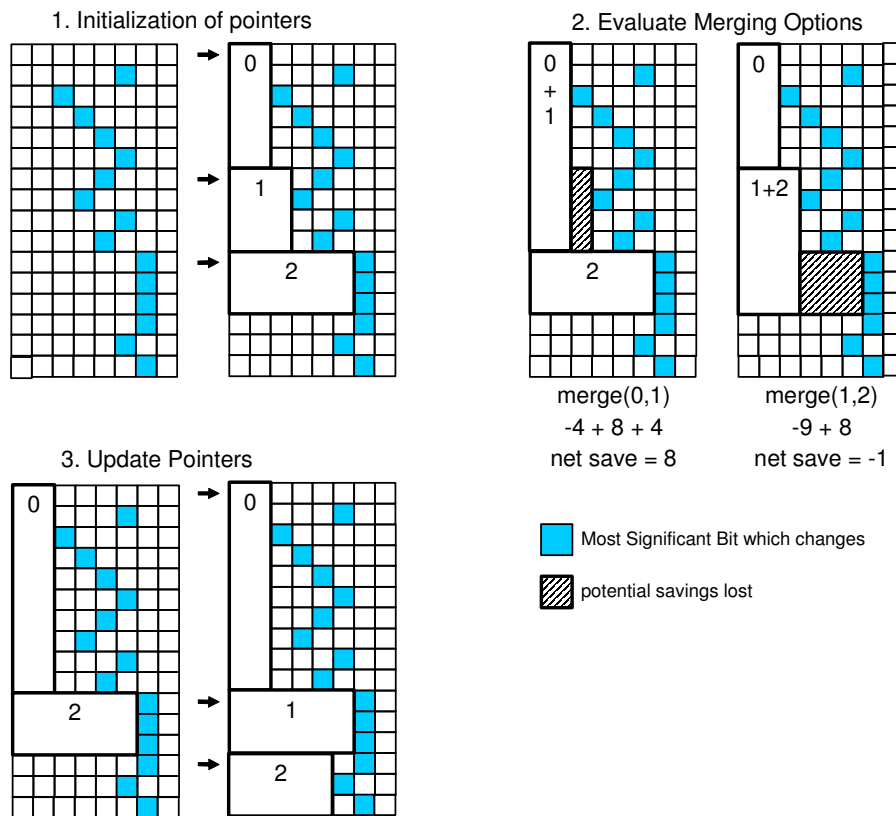 1. Initialization of pointers
0
1
2
2. Evaluate Merging Options
0
+
1
2
0
1+2
merge(0,1)
-4 + 8 + 4
net save = 8
merge(1,2)
-9 + 8
net save = -1
3. Update Pointers
0
2
0
1
2
Most Significant Bit which changes
potential savings lost